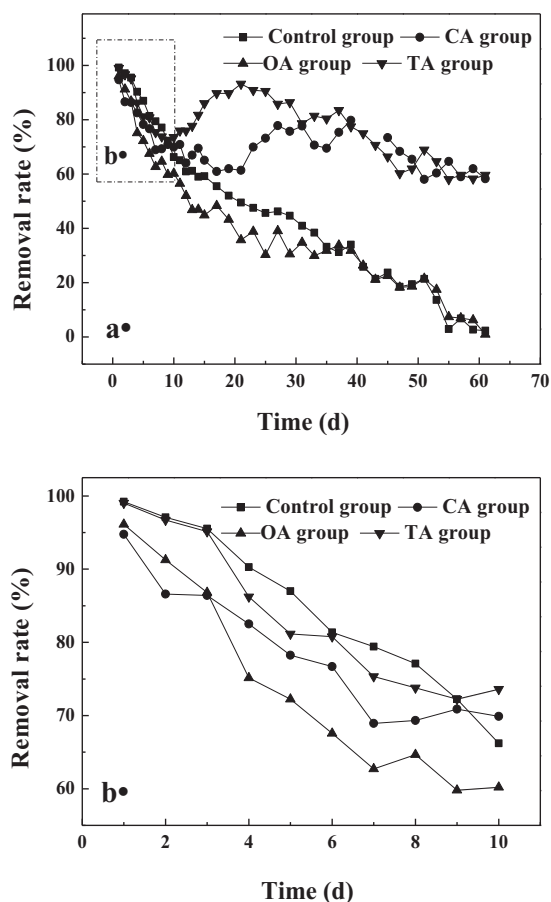 Control group CA group
OA group TA group
100
80
60
40
20
0
Removal rate (%)
b•
a•
0 10 20 30 40 50 60 70
Time (d)
100
90
80
70
60
Removal rate (%)
Control group CA group
OA group TA group
b•
0 2 4 6 8 10
Time (d)